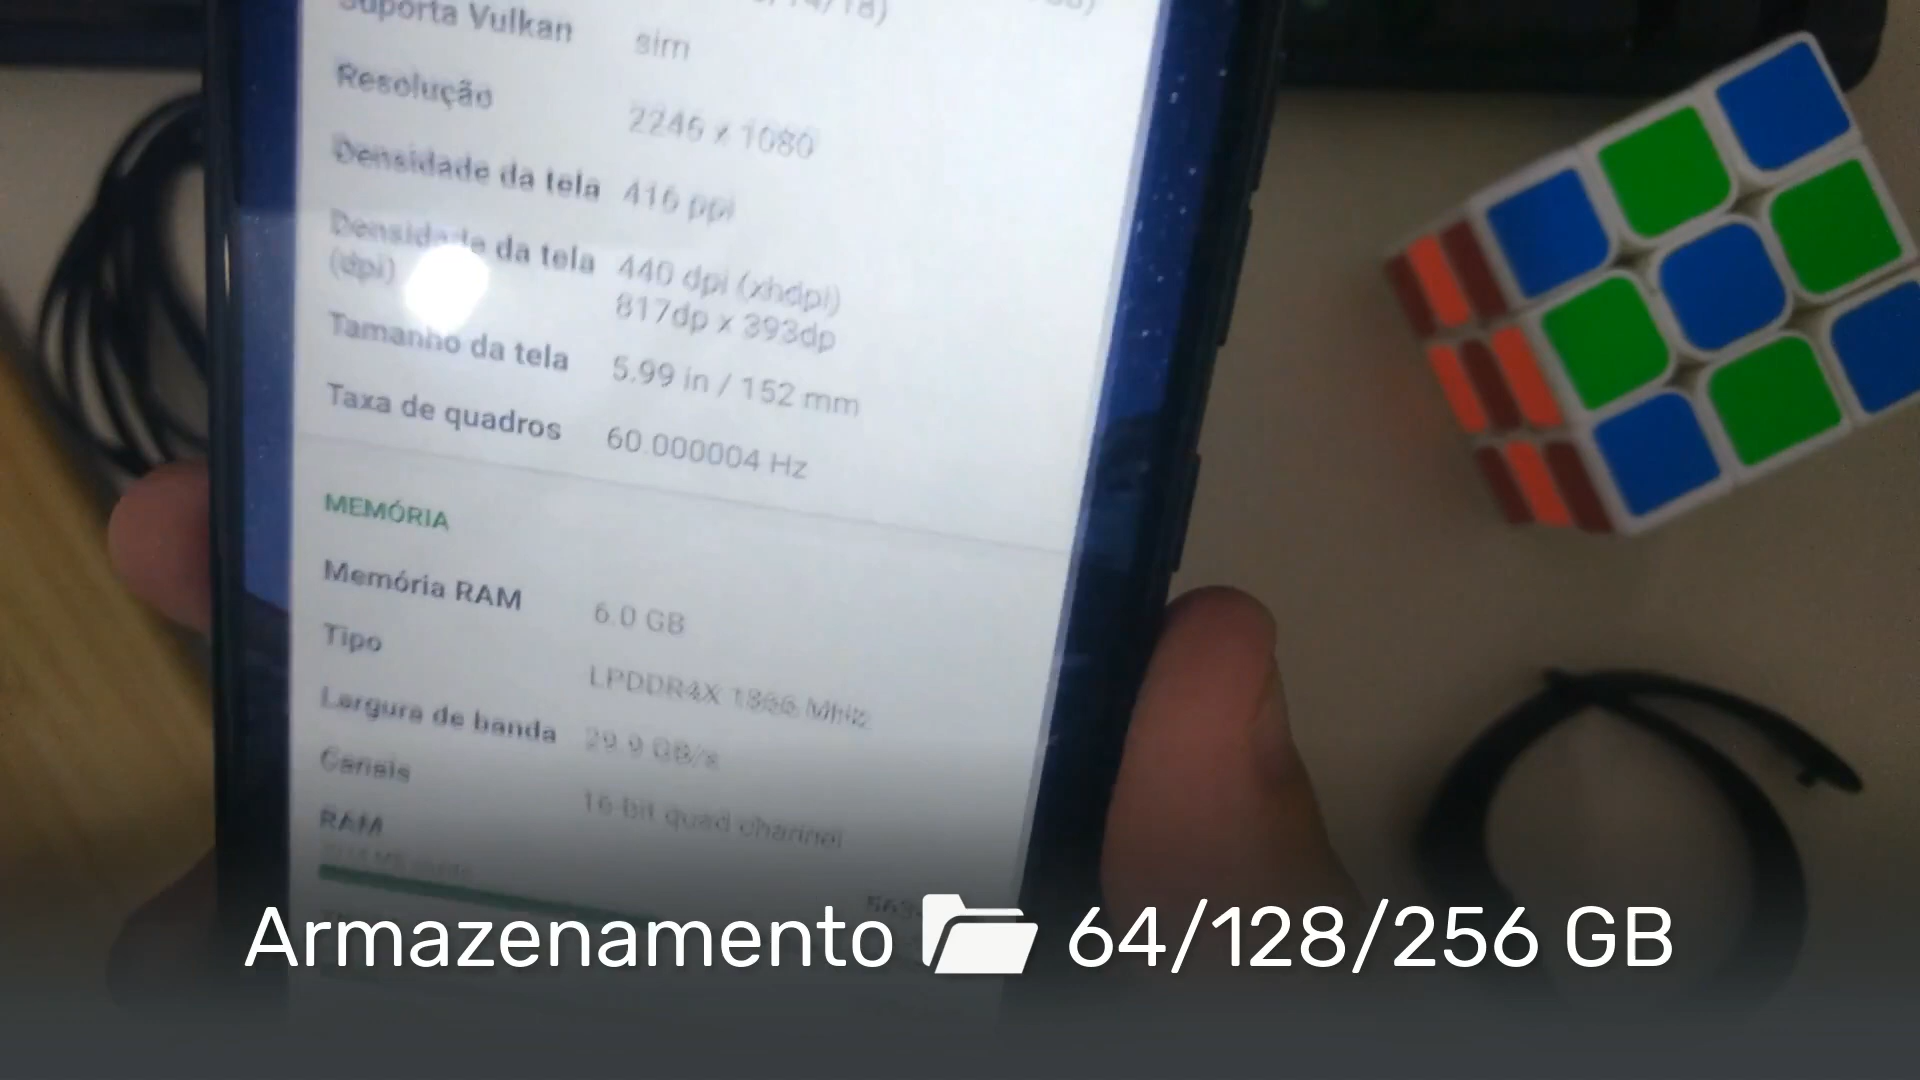 Suporta Vulkan sim
Resolução 2246 x 1080
Densidade da tela 416 ppi
Densidade da tela (dpi) 440 dpi (xhdpi)
817dp x 393dp
Tamanho da tela 5.99 in / 152 mm
Taxa de quadros 60.000004 Hz
MEMÓRIA
Memória RAM 6.0 GB
Tipo LPDDR4X 1866 MHz
Largura de banda 29.9 GB/s
Canais 16-bit quad channel
RAM
Armazenamento 64/128/256 GB